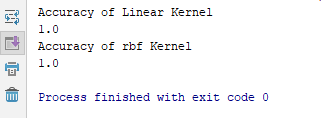 Accuracy of Linear Kernel
1.0
Accuracy of rbf Kernel
1.0
Process finished with exit code 0